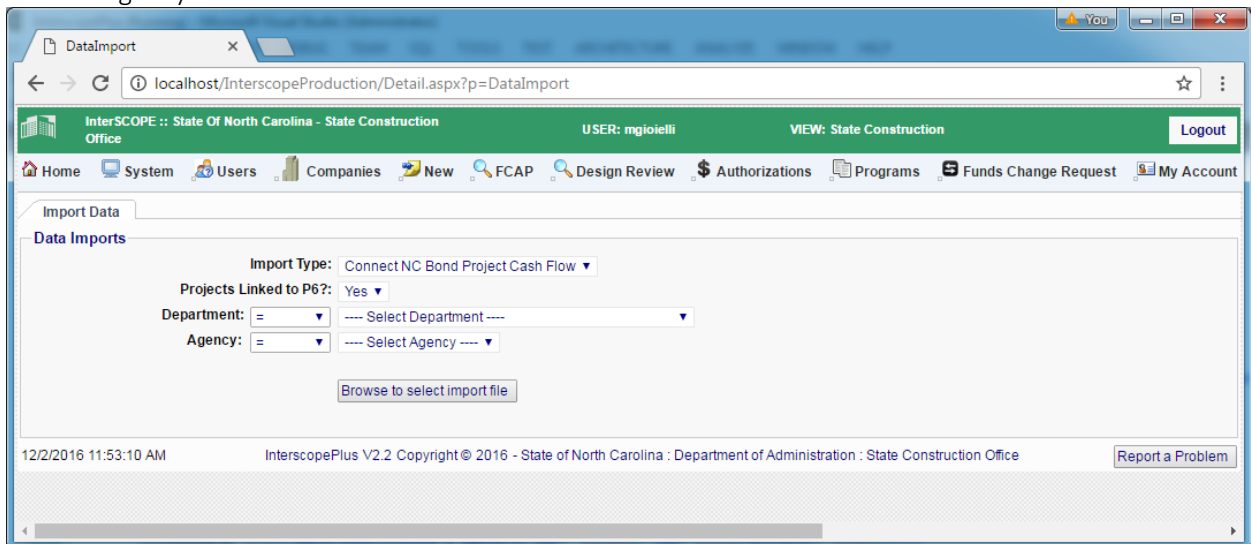 You
DataImport
localhost/InterscopeProduction/Detail.aspx?p=DataImport
InterSCOPE :: State Of North Carolina - State Construction
Office
USER: mgioielli
VIEW: State Construction
Logout
Home System Users Companies New FCAP Design Review Authorizations Programs Funds Change Request My Account
Import Data
Data Imports
Import Type: Connect NC Bond Project Cash Flow
Projects Linked to P6?: Yes
Department: = ---- Select Department ----
Agency: = ---- Select Agency ----
Browse to select import file
12/2/2016 11:53:10 AM InterscopePlus V2.2 Copyright © 2016 - State of North Carolina : Department of Administration : State Construction Office Report a Problem